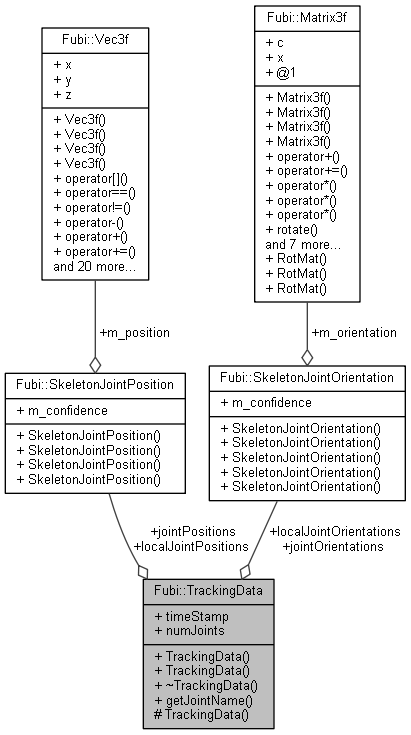 Fubi::Vec3f
+ x
+ y
+ z
+ Vec3f()
+ Vec3f()
+ Vec3f()
+ Vec3f()
+ operator[]()
+ operator==()
+ operator!=()
+ operator-()
+ operator+()
+ operator+=()
and 20 more...
Fubi::Matrix3f
+ c
+ x
+ @1
+ Matrix3f()
+ Matrix3f()
+ Matrix3f()
+ Matrix3f()
+ operator+()
+ operator+=()
+ operator*()
+ operator*()
+ operator*()
+ rotate()
and 7 more...
+ RotMat()
+ RotMat()
+ RotMat()
+m_position
+m_orientation
Fubi::SkeletonJointPosition
+ m_confidence
+ SkeletonJointPosition()
+ SkeletonJointPosition()
+ SkeletonJointPosition()
+ SkeletonJointPosition()
Fubi::SkeletonJointOrientation
+ m_confidence
+ SkeletonJointOrientation()
+ SkeletonJointOrientation()
+ SkeletonJointOrientation()
+ SkeletonJointOrientation()
+ SkeletonJointOrientation()
+jointPositions
+localJointPositions
+localJointOrientations
+jointOrientations
Fubi::TrackingData
+ timeStamp
+ numJoints
+ TrackingData()
+ TrackingData()
+ ~TrackingData()
+ getJointName()
# TrackingData()